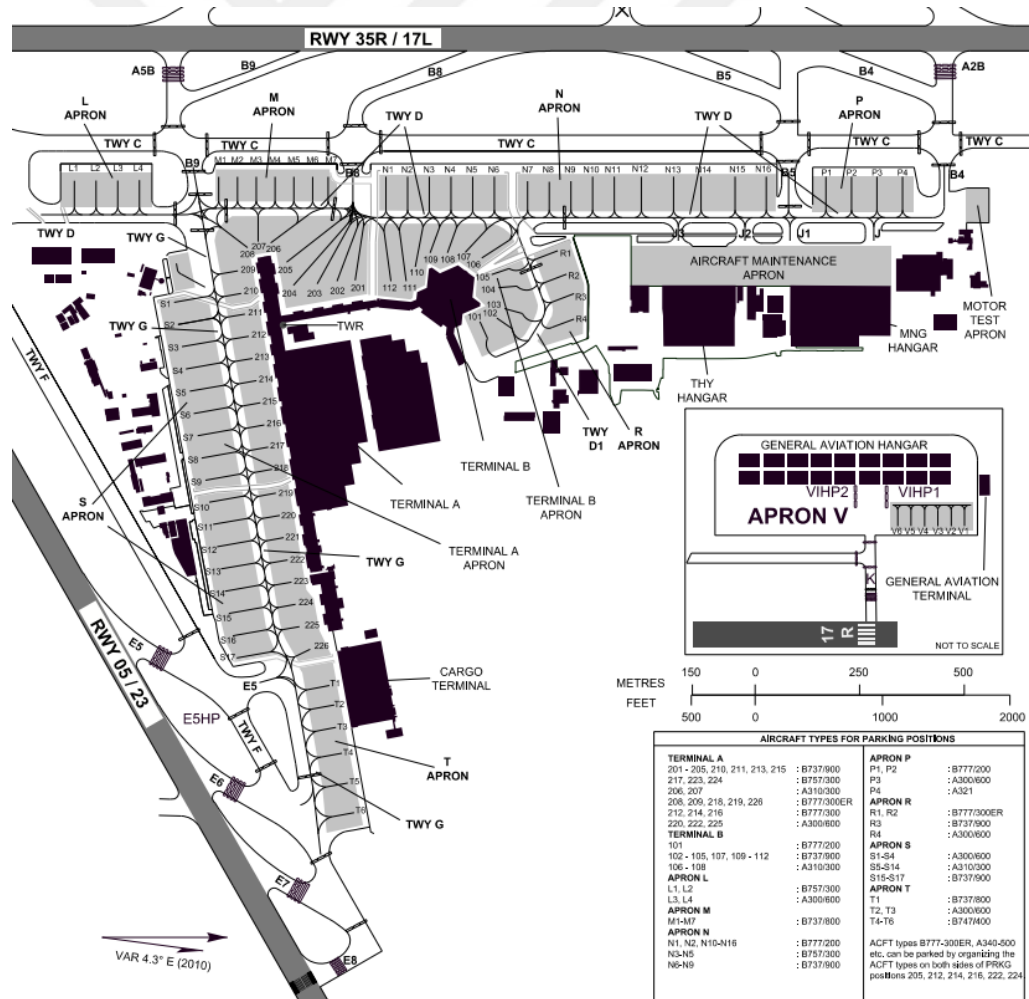 RWY 35R / 17L
A5B
B9
B8
B5
B4
A2B
L
APRON
M
APRON
N
APRON
P
APRON
TWY D
TWY D
TWY C
TWY C
TWY C
TWY C
TWY C
B9
M1 M2 M3 M4 M5 M6 M7
B8
B5
B4
L1 L2 L3 L4
N1 N2 N3 N4 N5 N6
N7 N8 N9 N10 N11 N12 N13 N14 N15 N16
P1 P2 P3 P4
TWY D
TWY G
J3
J2
J1
207
206
208
209
205
204
203
202
201
112
111
110
109
108
107
106
105
104
103
102
101
R1
R2
R3
R4
AIRCRAFT MAINTENANCE
APRON
MOTOR
TEST
APRON
MNG
HANGAR
THY
HANGAR
S1
210
TWY G
S2
211
TWR
212
S3
213
TWY F
S4
214
S5
215
S6
216
S7
217
S8
218
S9
219
S10
220
S11
221
S12
222
S13
223
S14
224
S15
225
S16
226
S17
TWY
D1
R
APRON
TERMINAL B
TERMINAL B
APRON
TERMINAL A
S
APRON
TERMINAL A
APRON
TWY G
GENERAL AVIATION HANGAR
VIHP2
VIHP1
APRON V
V6 V5 V4 V3 V2 V1
K
GENERAL AVIATION
TERMINAL
17
R
NOT TO SCALE
RWY 05 / 23
E5
E5
CARGO
TERMINAL
E5HP
TWY F
T1
T2
T3
T4
T5
T6
T
APRON
E6
TWY G
E7
E8
VAR 4.3° E (2010)
METRES
150 0 250 500
FEET
500 0 1000 2000
AIRCRAFT TYPES FOR PARKING POSITIONS
TERMINAL A
201 - 205, 210, 211, 213, 215 : B737/900
217, 223, 224 : B757/300
206, 207 : A310/300
208, 209, 218, 219, 226 : B777/300ER
212, 214, 216 : B777/300
220, 222, 225 : A300/600
TERMINAL B
101 : B777/200
102 - 105, 107, 109 - 112 : B737/900
106 - 108 : A310/300
APRON L
L1, L2 : B757/300
L3, L4 : A300/600
APRON M
M1-M7 : B737/800
APRON N
N1, N2, N10-N16 : B777/200
N3-N5 : B757/300
N6-N9 : B737/900
APRON P
P1, P2 : B777/200
P3 : A300/600
P4 : A321
APRON R
R1, R2 : B777/300ER
R3 : B737/900
R4 : A300/600
APRON S
S1-S4 : A300/600
S5-S14 : A310/300
S15-S17 : B737/900
APRON T
T1 : B737/800
T2, T3 : A300/600
T4-T6 : B747/400
ACFT types B777-300ER, A340-500
etc. can be parked by organizing the
ACFT types on both sides of PRKG
positions 205, 212, 214, 216, 222, 224